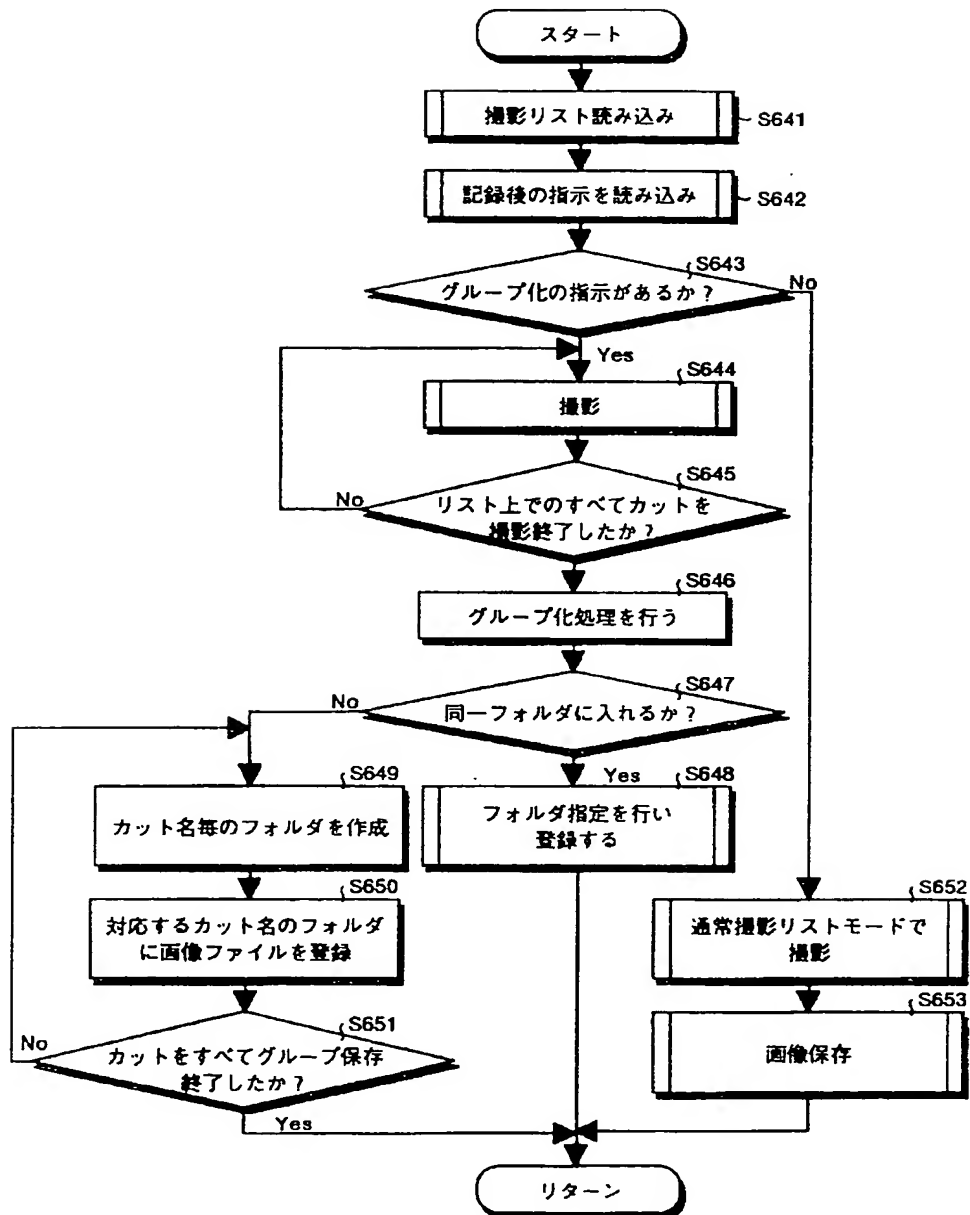 スタート
撮影リスト読み込み
S641
記録後の指示を読み込み
S642
S643
グループ化の指示があるか?
No
Yes
S644
撮影
S645
No
リスト上でのすべてカットを
撮影終了したか?
S646
グループ化処理を行う
S647
No
同一フォルダに入れるか?
Yes
S648
フォルダ指定を行い
登録する
S649
カット名毎のフォルダを作成
S650
対応するカット名のフォルダ
に画像ファイルを登録
S651
No
カットをすべてグループ保存
終了したか?
Yes
S652
通常撮影リストモードで
撮影
S653
画像保存
リターン